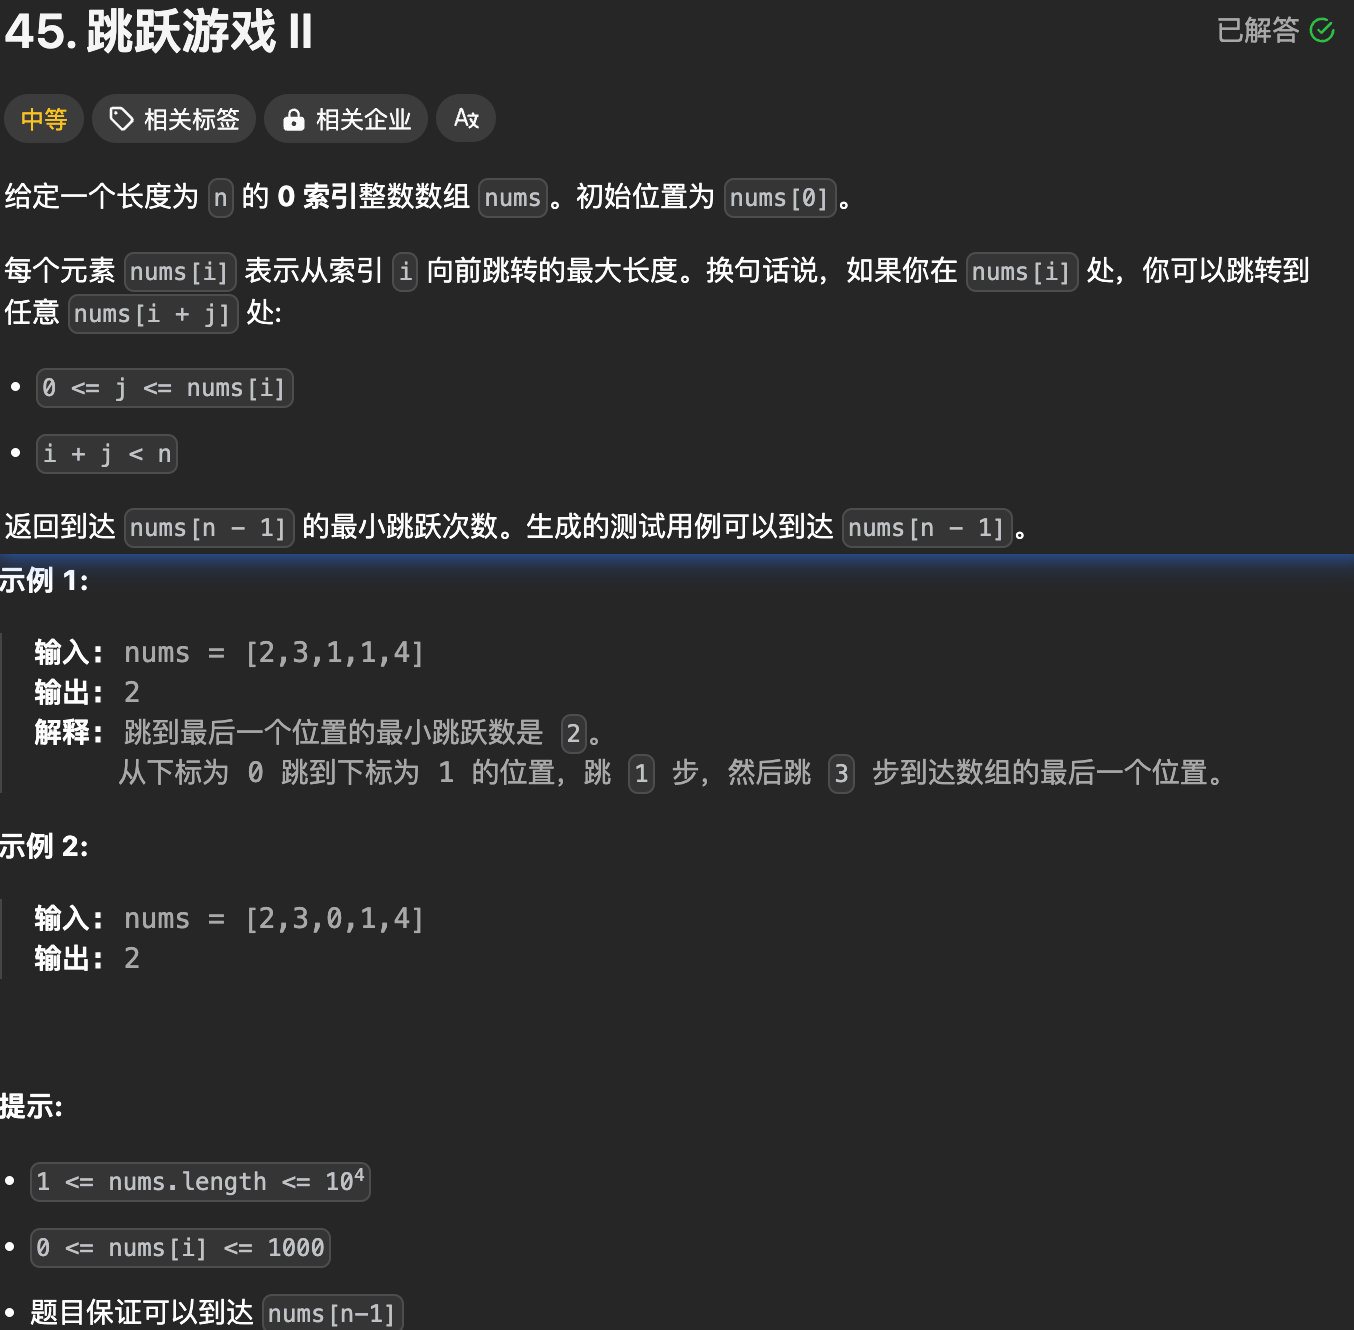 45. 跳跃游戏 II
已解答
中等
相关标签
相关企业
给定一个长度为 n 的 0 索引整数数组 nums。初始位置为 nums[0]。
每个元素 nums[i] 表示从索引 i 向前跳转的最大长度。换句话说，如果你在 nums[i] 处，你可以跳转到
任意 nums[i + j] 处:
• 0 <= j <= nums[i]
• i + j < n
返回到达 nums[n - 1] 的最小跳跃次数。生成的测试用例可以到达 nums[n - 1]。
示例 1:
输入: nums = [2,3,1,1,4]
输出: 2
解释: 跳到最后一个位置的最小跳跃数是 2。
从下标为 0 跳到下标为 1 的位置，跳 1 步，然后跳 3 步到达数组的最后一个位置。
示例 2:
输入: nums = [2,3,0,1,4]
输出: 2
提示:
• 1 <= nums.length <= 10⁴
• 0 <= nums[i] <= 1000
• 题目保证可以到达 nums[n-1]